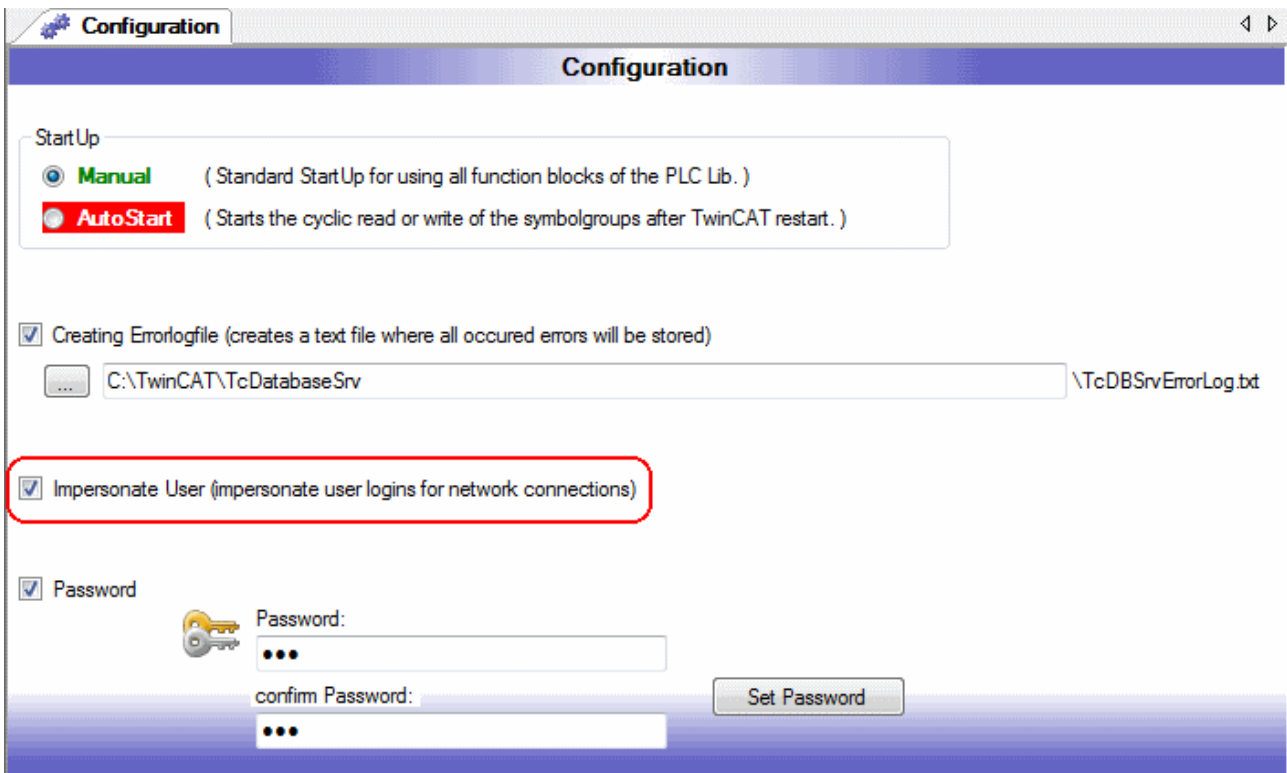 Configuration
Configuration
StartUp
Manual ( Standard StartUp for using all function blocks of the PLC Lib. )
AutoStart ( Starts the cyclic read or write of the symbolgroups after TwinCAT restart. )
Creating Errorlogfile (creates a text file where all occured errors will be stored)
... C:\TwinCAT\TcDatabaseSrv \TcDBSrvErrorLog.txt
Impersonate User (impersonate user logins for network connections)
Password
Password:
●●●
confirm Password:
Set Password
●●●